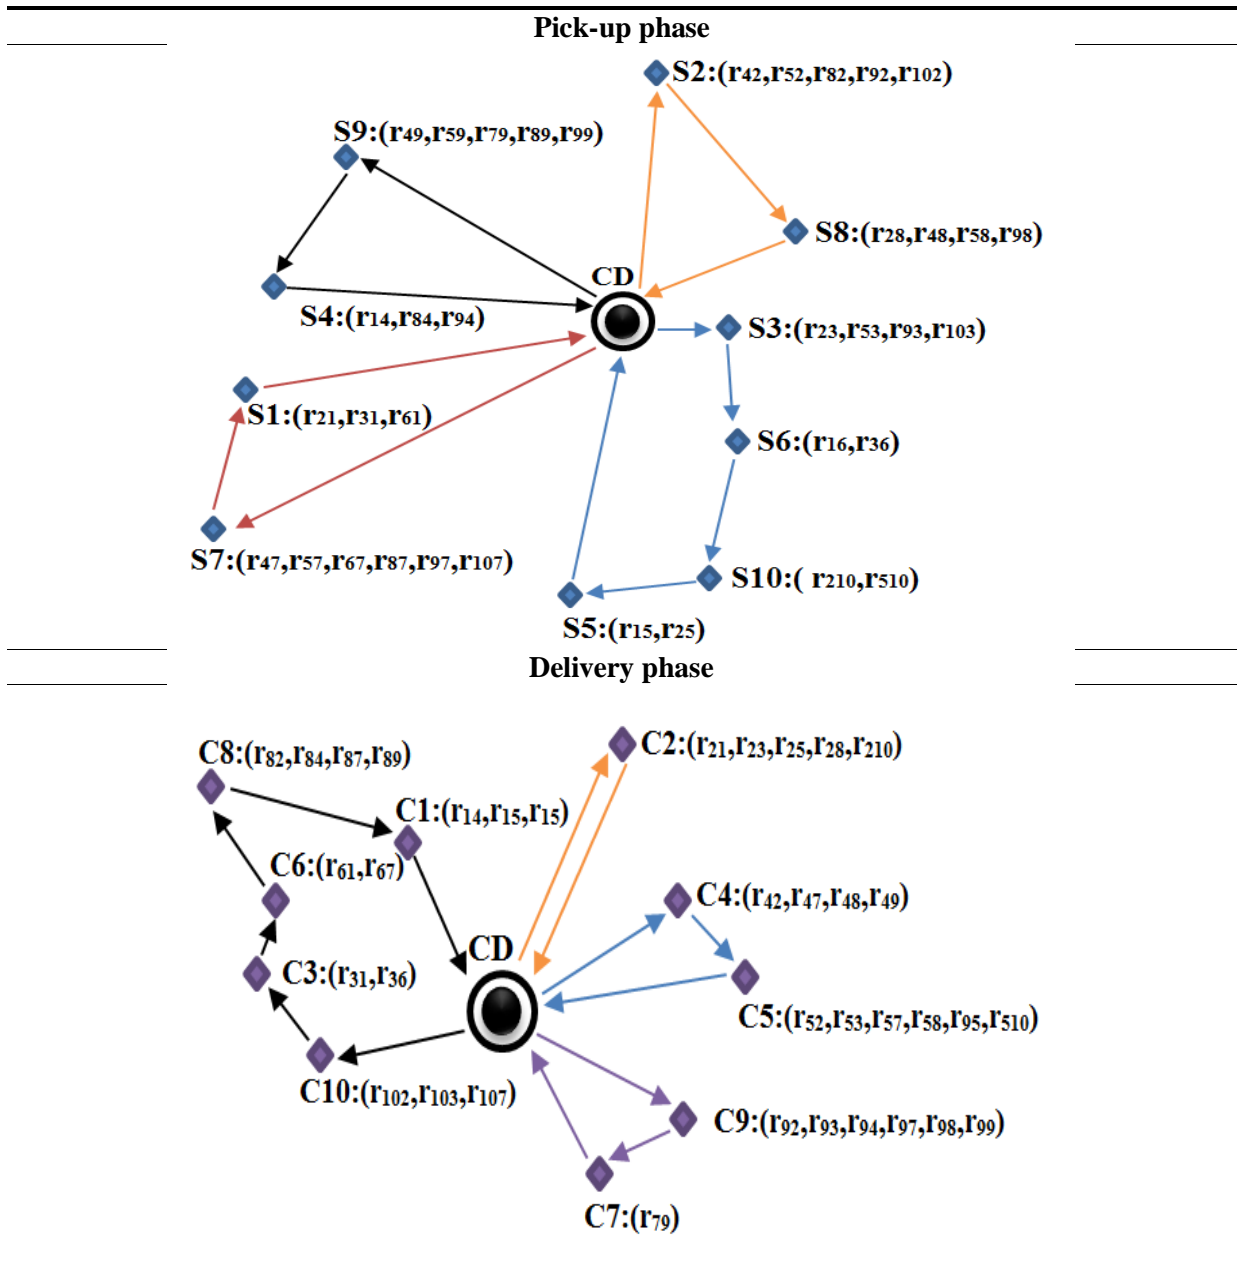 Pick-up phase
S2:(r42,r52,r82,r92,r102)
S9:(r49,r59,r79,r89,r99)
S8:(r28,r48,r58,r98)
CD
S4:(r14,r84,r94)
S3:(r23,r53,r93,r103)
S1:(r21,r31,r61)
S6:(r16,r36)
S7:(r47,r57,r67,r87,r97,r107)
S10:( r210,r510)
S5:(r15,r25)
Delivery phase
C8:(r82,r84,r87,r89)
C2:(r21,r23,r25,r28,r210)
C1:(r14,r15,r15)
C6:(r61,r67)
C4:(r42,r47,r48,r49)
CD
C3:(r31,r36)
C5:(r52,r53,r57,r58,r95,r510)
C10:(r102,r103,r107)
C9:(r92,r93,r94,r97,r98,r99)
C7:(r79)